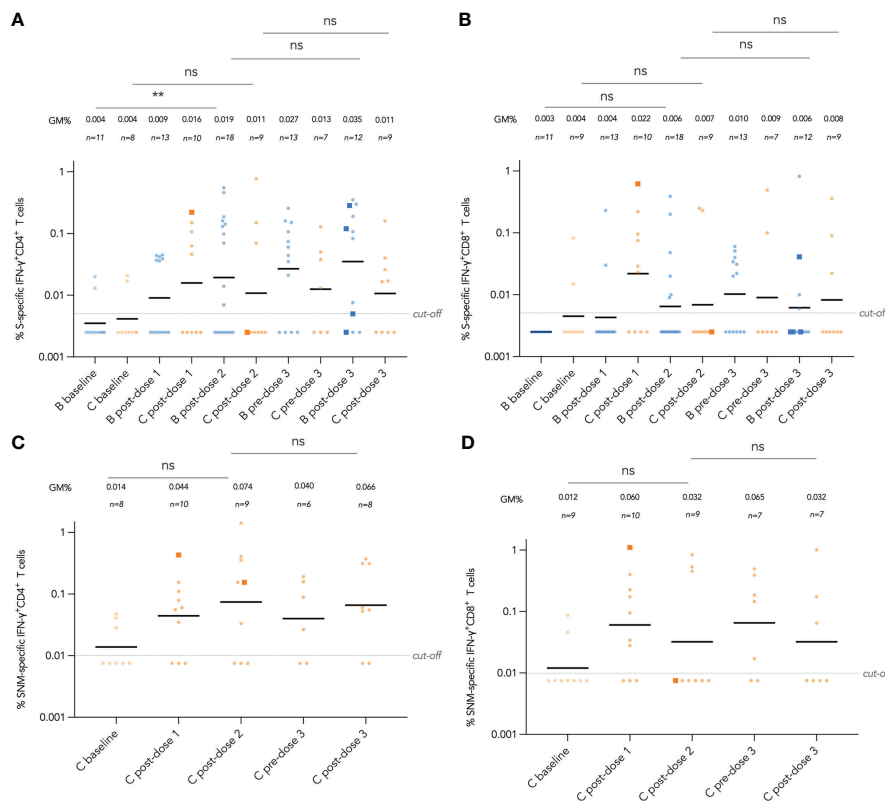 A
ns
ns
ns
**
GM%
0.004 0.004 0.009 0.016 0.019 0.011 0.027 0.013 0.035 0.011
n=11 n=8 n=13 n=10 n=18 n=9 n=13 n=7 n=12 n=9
% S-specific IFN-γ⁺CD4⁺ T cells
1
0.1
0.01
0.001
cut-off
B baseline
C baseline
B post-dose 1
C post-dose 1
B post-dose 2
C post-dose 2
B pre-dose 3
C pre-dose 3
B post-dose 3
C post-dose 3
B
ns
ns
ns
ns
GM%
0.003 0.004 0.004 0.022 0.006 0.007 0.010 0.009 0.006 0.008
n=11 n=9 n=13 n=10 n=18 n=9 n=13 n=7 n=12 n=9
% S-specific IFN-γ⁺CD8⁺ T cells
1
0.1
0.01
0.001
cut-of
B baseline
C baseline
B post-dose 1
C post-dose 1
B post-dose 2
C post-dose 2
B pre-dose 3
C pre-dose 3
B post-dose 3
C post-dose 3
C
ns
ns
GM%
0.014 0.044 0.074 0.040 0.066
n=8 n=10 n=9 n=6 n=8
% SNM-specific IFN-γ⁺CD4⁺ T cells
1
0.1
0.01
0.001
cut-off
C baseline
C post-dose 1
C post-dose 2
C pre-dose 3
C post-dose 3
D
ns
ns
GM%
0.012 0.060 0.032 0.065 0.032
n=9 n=10 n=9 n=7 n=7
% SNM-specific IFN-γ⁺CD8⁺ T cells
1
0.1
0.01
0.001
cut-o
C baseline
C post-dose 1
C post-dose 2
C pre-dose 3
C post-dose 3